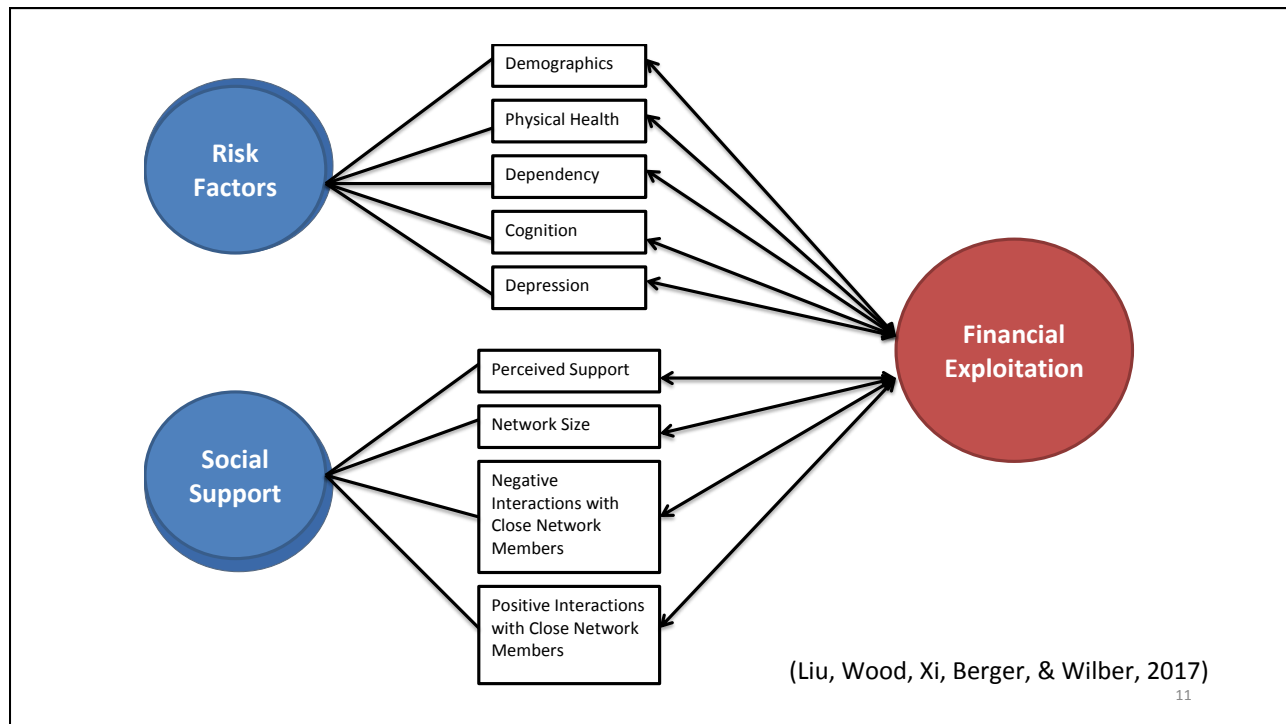 Risk
Factors
Demographics
Physical Health
Dependency
Cognition
Depression
Social
Support
Perceived Support
Network Size
Negative
Interactions with
Close Network
Members
Positive Interactions
with Close Network
Members
Financial
Exploitation
(Liu, Wood, Xi, Berger, & Wilber, 2017)
11